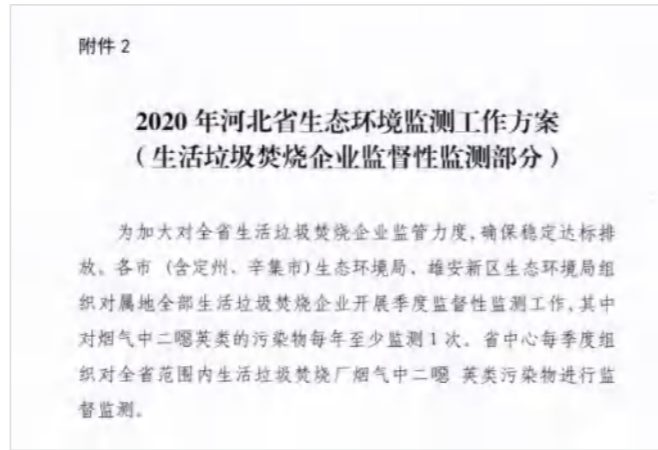 附件 2
2020 年河北省生态环境监测工作方案
（生活垃圾焚烧企业监督性监测部分）
为加大对全省生活垃圾焚烧企业监管力度,确保稳定达标排
放。各市（含定州、辛集市)生态环境局、雄安新区生态环境局组
织对属地全部生活垃圾焚烧企业开展季度监督性监测工作,其中
对烟气中二噁英类的污染物每年至少监测 1 次。省中心每季度组
织对全省范围内生活垃圾焚烧厂烟气中二噁 英类污染物进行监
督监测。